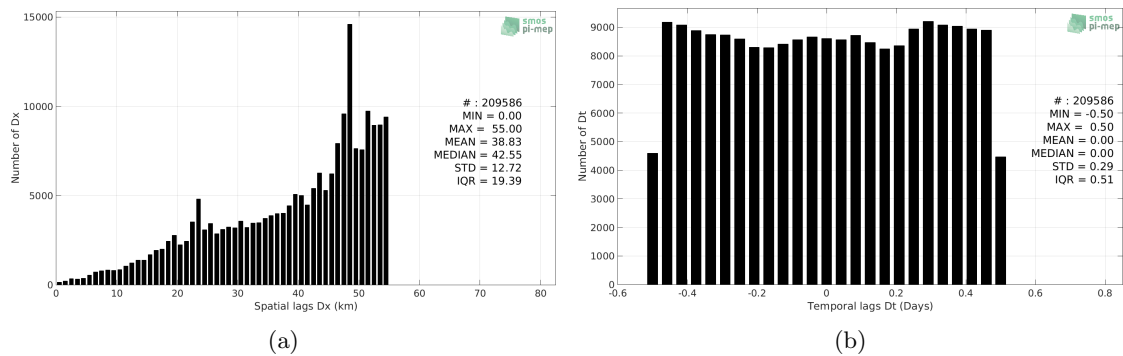 15000
10000
5000
0
0
10
20
30
40
50
60
70
80
Number of Dx
Spatial lags Dx (km)
smos
pi-mep
# : 209586
MIN = 0.00
MAX = 55.00
MEAN = 38.83
MEDIAN = 42.55
STD = 12.72
IQR = 19.39
(a)
9000
8000
7000
6000
5000
4000
3000
2000
1000
0
-0.6
-0.4
-0.2
0
0.2
0.4
0.6
0.8
Number of Dt
Temporal lags Dt (Days)
smos
pi-mep
# : 209586
MIN = -0.50
MAX = 0.50
MEAN = 0.00
MEDIAN = 0.00
STD = 0.29
IQR = 0.51
(b)